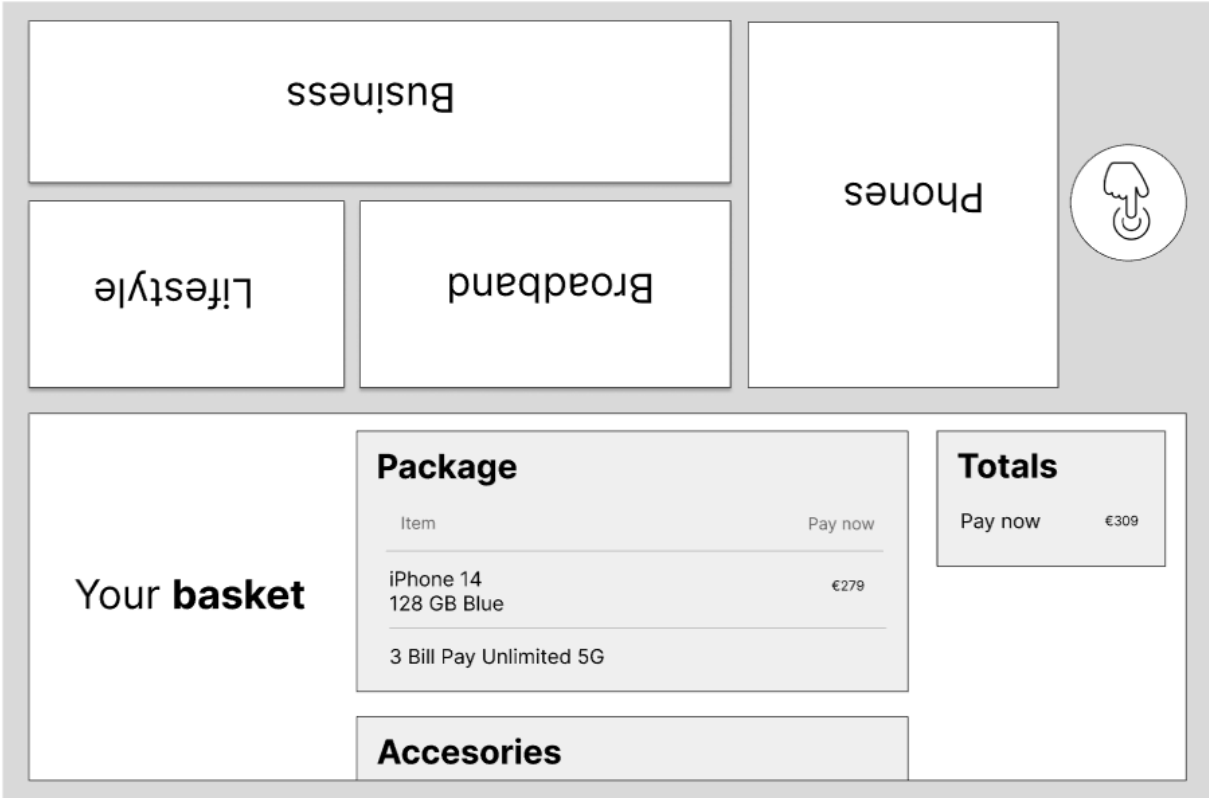 Business
Phones
Lifestyle
Broadband
Your basket
Package
Item Pay now
iPhone 14
128 GB Blue
€279
3 Bill Pay Unlimited 5G
Accesories
Totals
Pay now €309